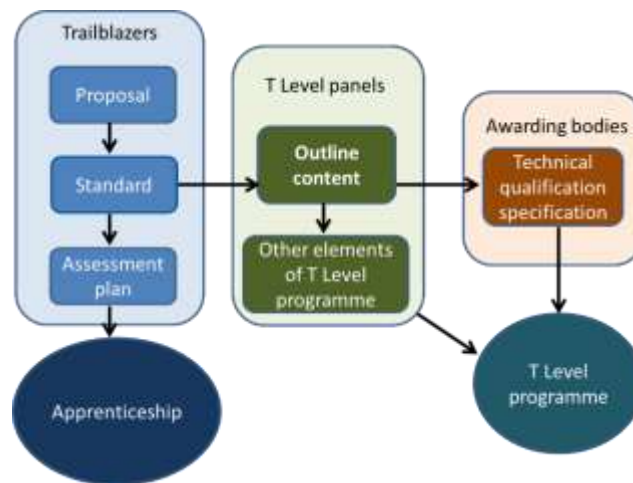 Trailblazers
Proposal
Standard
Assessment
plan
Apprenticeship
T Level panels
Outline
content
Other elements
of T Level
programme
Awarding bodies
Technical
qualification
specification
T Level
programme